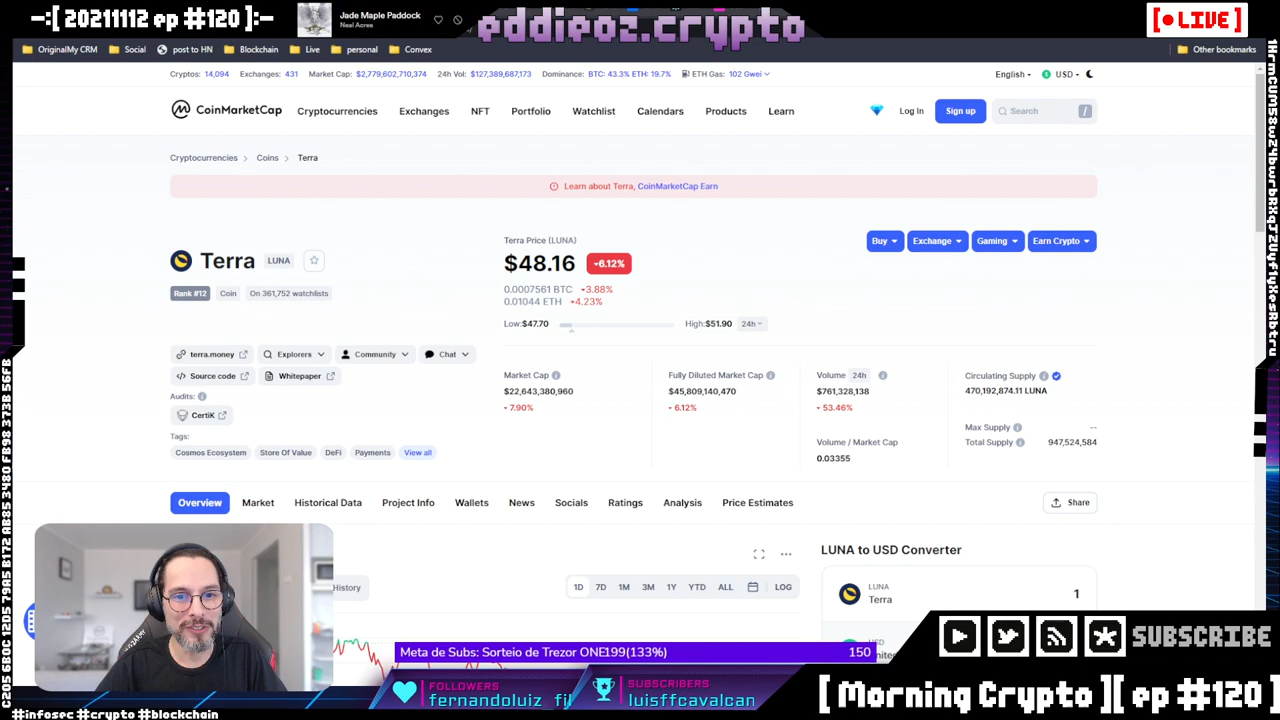 -:[ 20211112 ep #120 ]:-
Jade Maple Paddock
Neal Acree
eddieoz.crypto
[● LIVE]
OriginalMy CRM
Social
post to HN
Blockchain
Live
personal
Convex
Other bookmarks
Cryptos: 14,094 Exchanges: 431 Market Cap: $2,779,602,710,374 24h Vol: $127,389,687,173 Dominance: BTC: 43.3% ETH: 19.7% ETH Gas: 102 Gwei
English
USD
CoinMarketCap
Cryptocurrencies
Exchanges
NFT
Portfolio
Watchlist
Calendars
Products
Learn
Log In
Sign up
Search
/
Cryptocurrencies > Coins > Terra
Learn about Terra, CoinMarketCap Earn
Terra LUNA
Rank #12
Coin
On 361,752 watchlists
Terra Price (LUNA)
$48.16
6.12%
0.0007561 BTC 3.88%
0.01044 ETH 4.23%
Low: $47.70
High: $51.90
24h
Buy
Exchange
Gaming
Earn Crypto
terra.money
Explorers
Community
Chat
Source code
Whitepaper
Audits:
CertiK
Tags:
Cosmos Ecosystem
Store Of Value
DeFi
Payments
View all
Market Cap
$22,643,380,960
7.90%
Fully Diluted Market Cap
$45,809,140,470
6.12%
Volume 24h
$761,328,138
53.46%
Volume / Market Cap
0.03355
Circulating Supply
470,192,874.11 LUNA
Max Supply --
Total Supply 947,524,584
Overview
Market
Historical Data
Project Info
Wallets
News
Socials
Ratings
Analysis
Price Estimates
Share
History
1D 7D 1M 3M 1Y YTD ALL LOG
LUNA to USD Converter
LUNA
Terra
1
Meta de Subs: Sorteio de Trezor ONE199(133%) 150
FOLLOWERS
fernandoluiz_fil
SUBSCRIBERS
luisffcavalcan
SUBSCRIBE
[ Morning Crypto ][ ep #120 ]
#infosec #crypto #blockchain